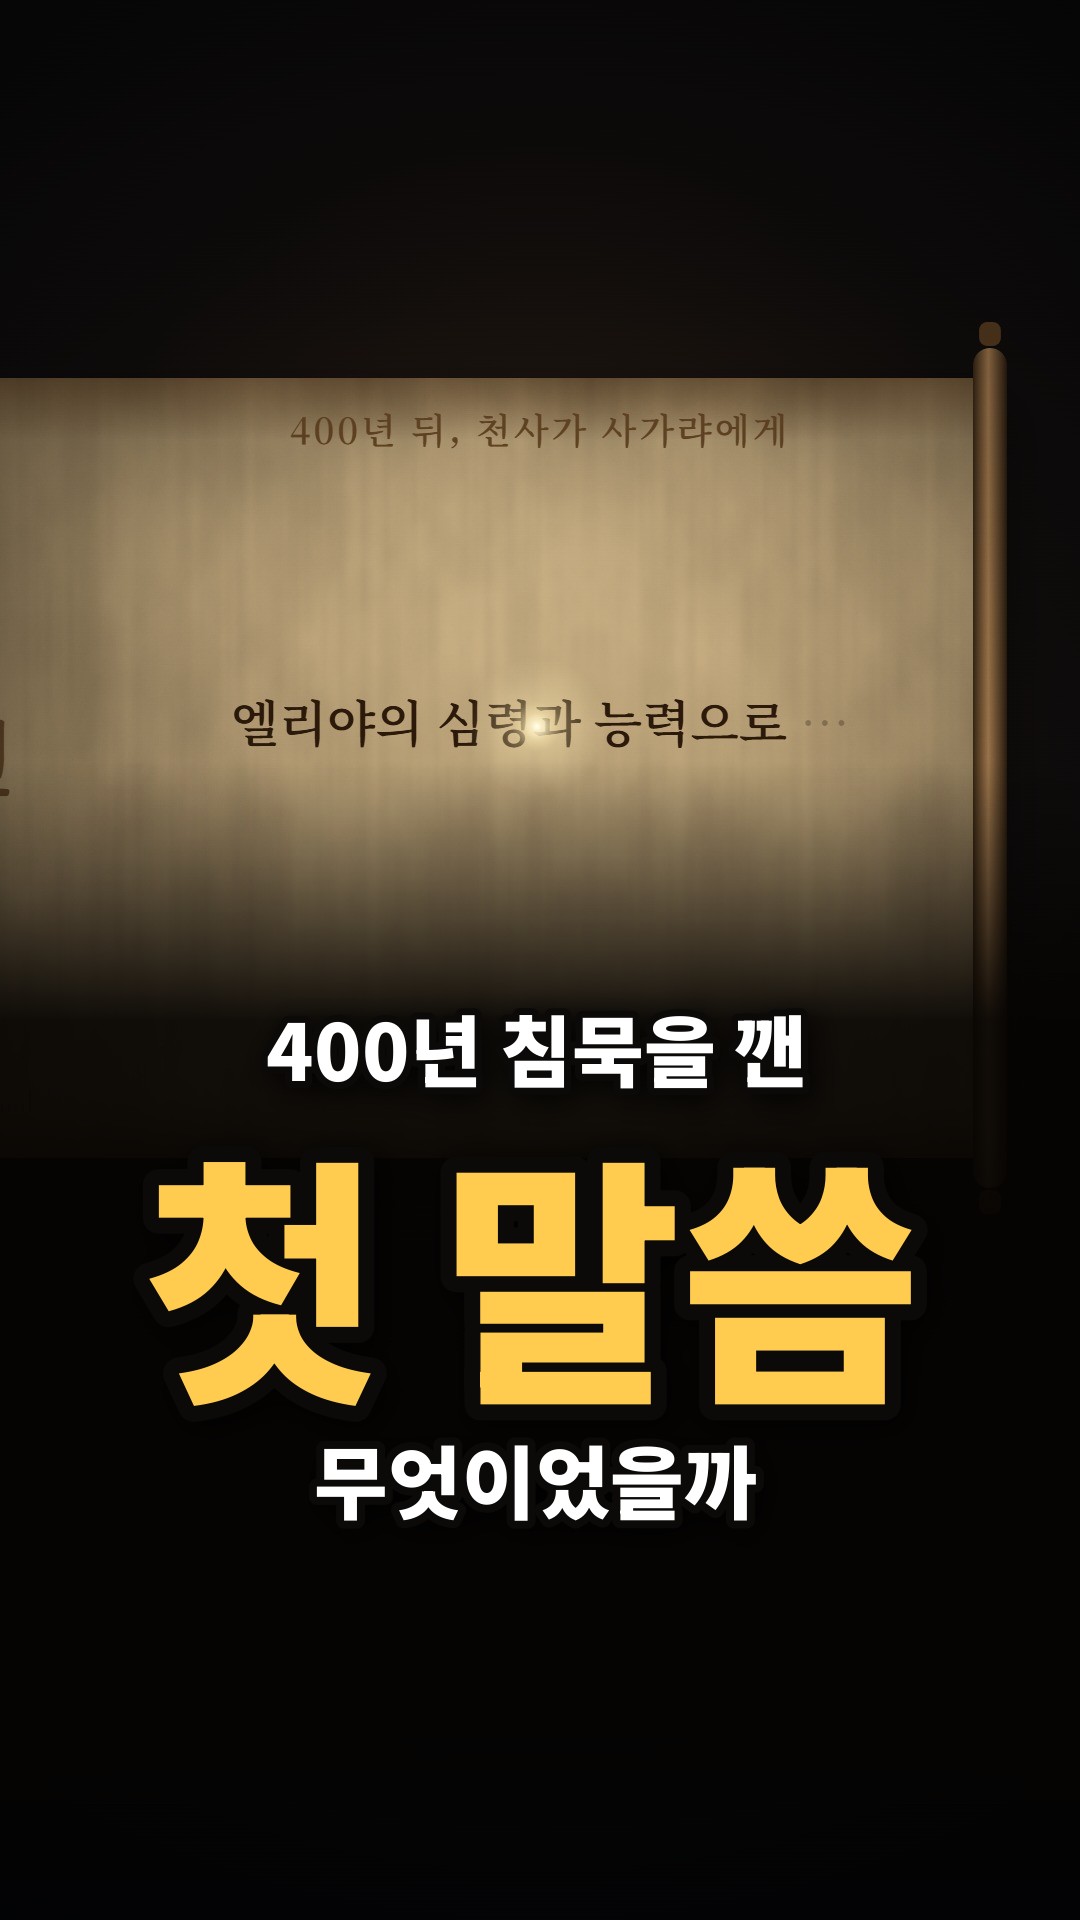 400년 뒤, 천사가 사가랴에게
엘리야의 심령과 능력으로 ···
400년 침묵을 깬
첫 말씀
무엇이었을까